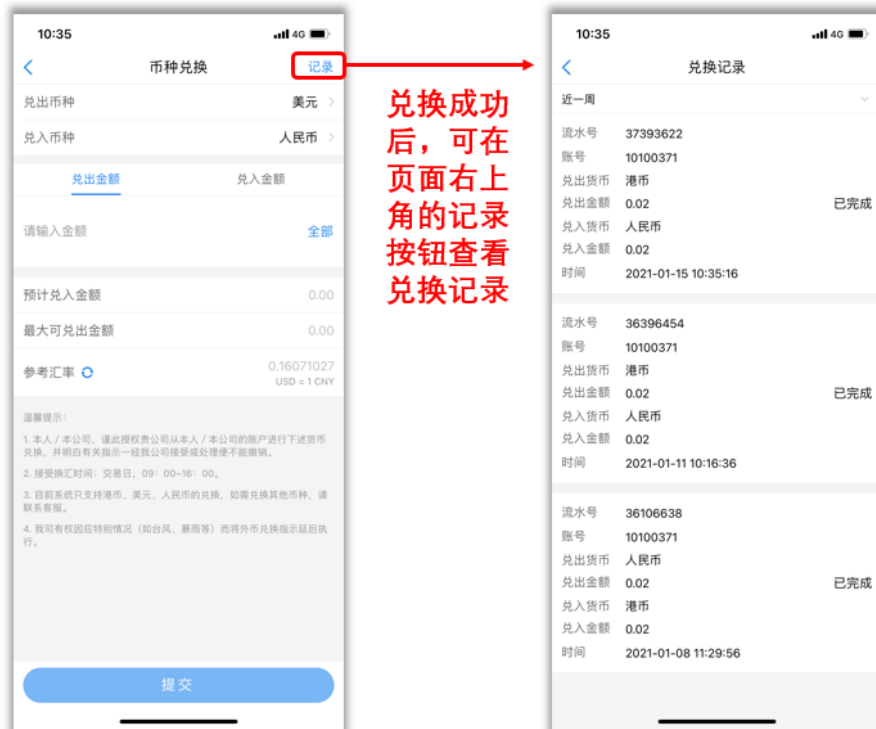 10:35
4G
币种兑换
记录
兑出币种
美元
兑入币种
人民币
兑出金额
兑入金额
请输入金额
全部
预计兑入金额
0.00
最大可兑出金额
0.00
参考汇率
0.16071027
USD = 1 CNY
温馨提示:
1. 本人 / 本公司,谨此授权贵公司从本人 / 本公司的账户进行下述货币
兑换,并明白有关指示一经我公司接受或处理便不能撤销。
2. 接受换汇时间:交易日,09:00~16:00。
3. 目前系统只支持港币、美元、人民币的兑换,如需兑换其他币种,请
联系客服。
4. 我司有权因应特别情况(如台风、暴雨等)而将外币兑换指示延后执
行。
提交
兑换成功
后,可在
页面右上
角的记录
按钮查看
兑换记录
10:35
4G
兑换记录
近一周
流水号 37393622
账号 10100371
兑出货币 港币
兑出金额 0.02 已完成
兑入货币 人民币
兑入金额 0.02
时间 2021-01-15 10:35:16
流水号 36396454
账号 10100371
兑出货币 港币
兑出金额 0.02 已完成
兑入货币 人民币
兑入金额 0.02
时间 2021-01-11 10:16:36
流水号 36106638
账号 10100371
兑出货币 人民币
兑出金额 0.02 已完成
兑入货币 港币
兑入金额 0.02
时间 2021-01-08 11:29:56